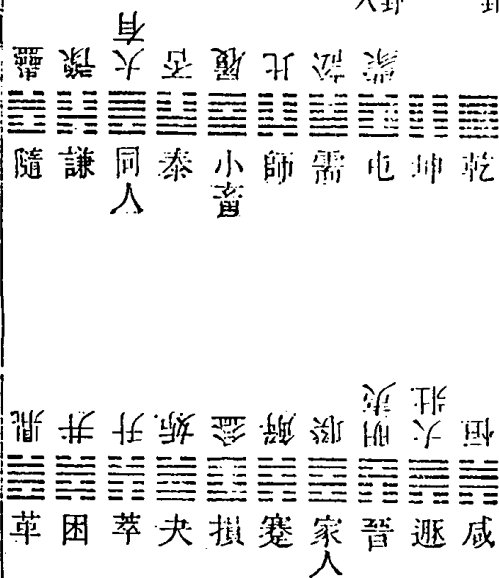 蒙 訟 比 履 否 大有 豫 蠱
乾 坤 屯 需 師 小畜 泰 同人 謙 隨
恒 大壯 明夷 睽 解 益 姤 升 井 鼎
咸 遯 晉 家人 蹇 損 夬 萃 困 革